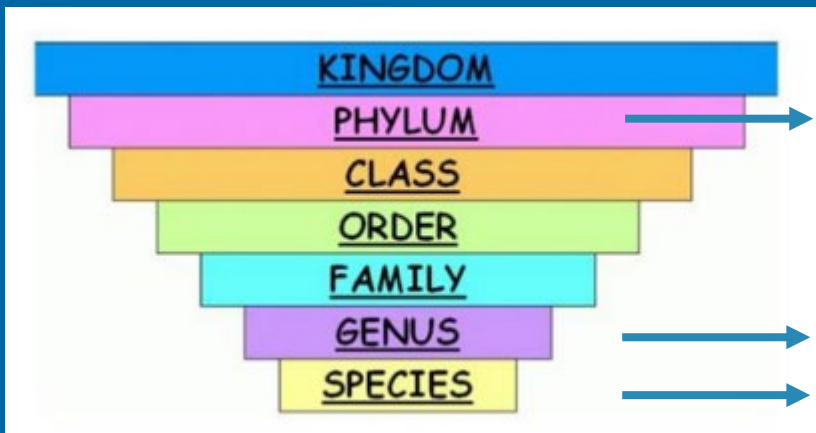 KINGDOM
PHYLUM
CLASS
ORDER
FAMILY
GENUS
SPECIES